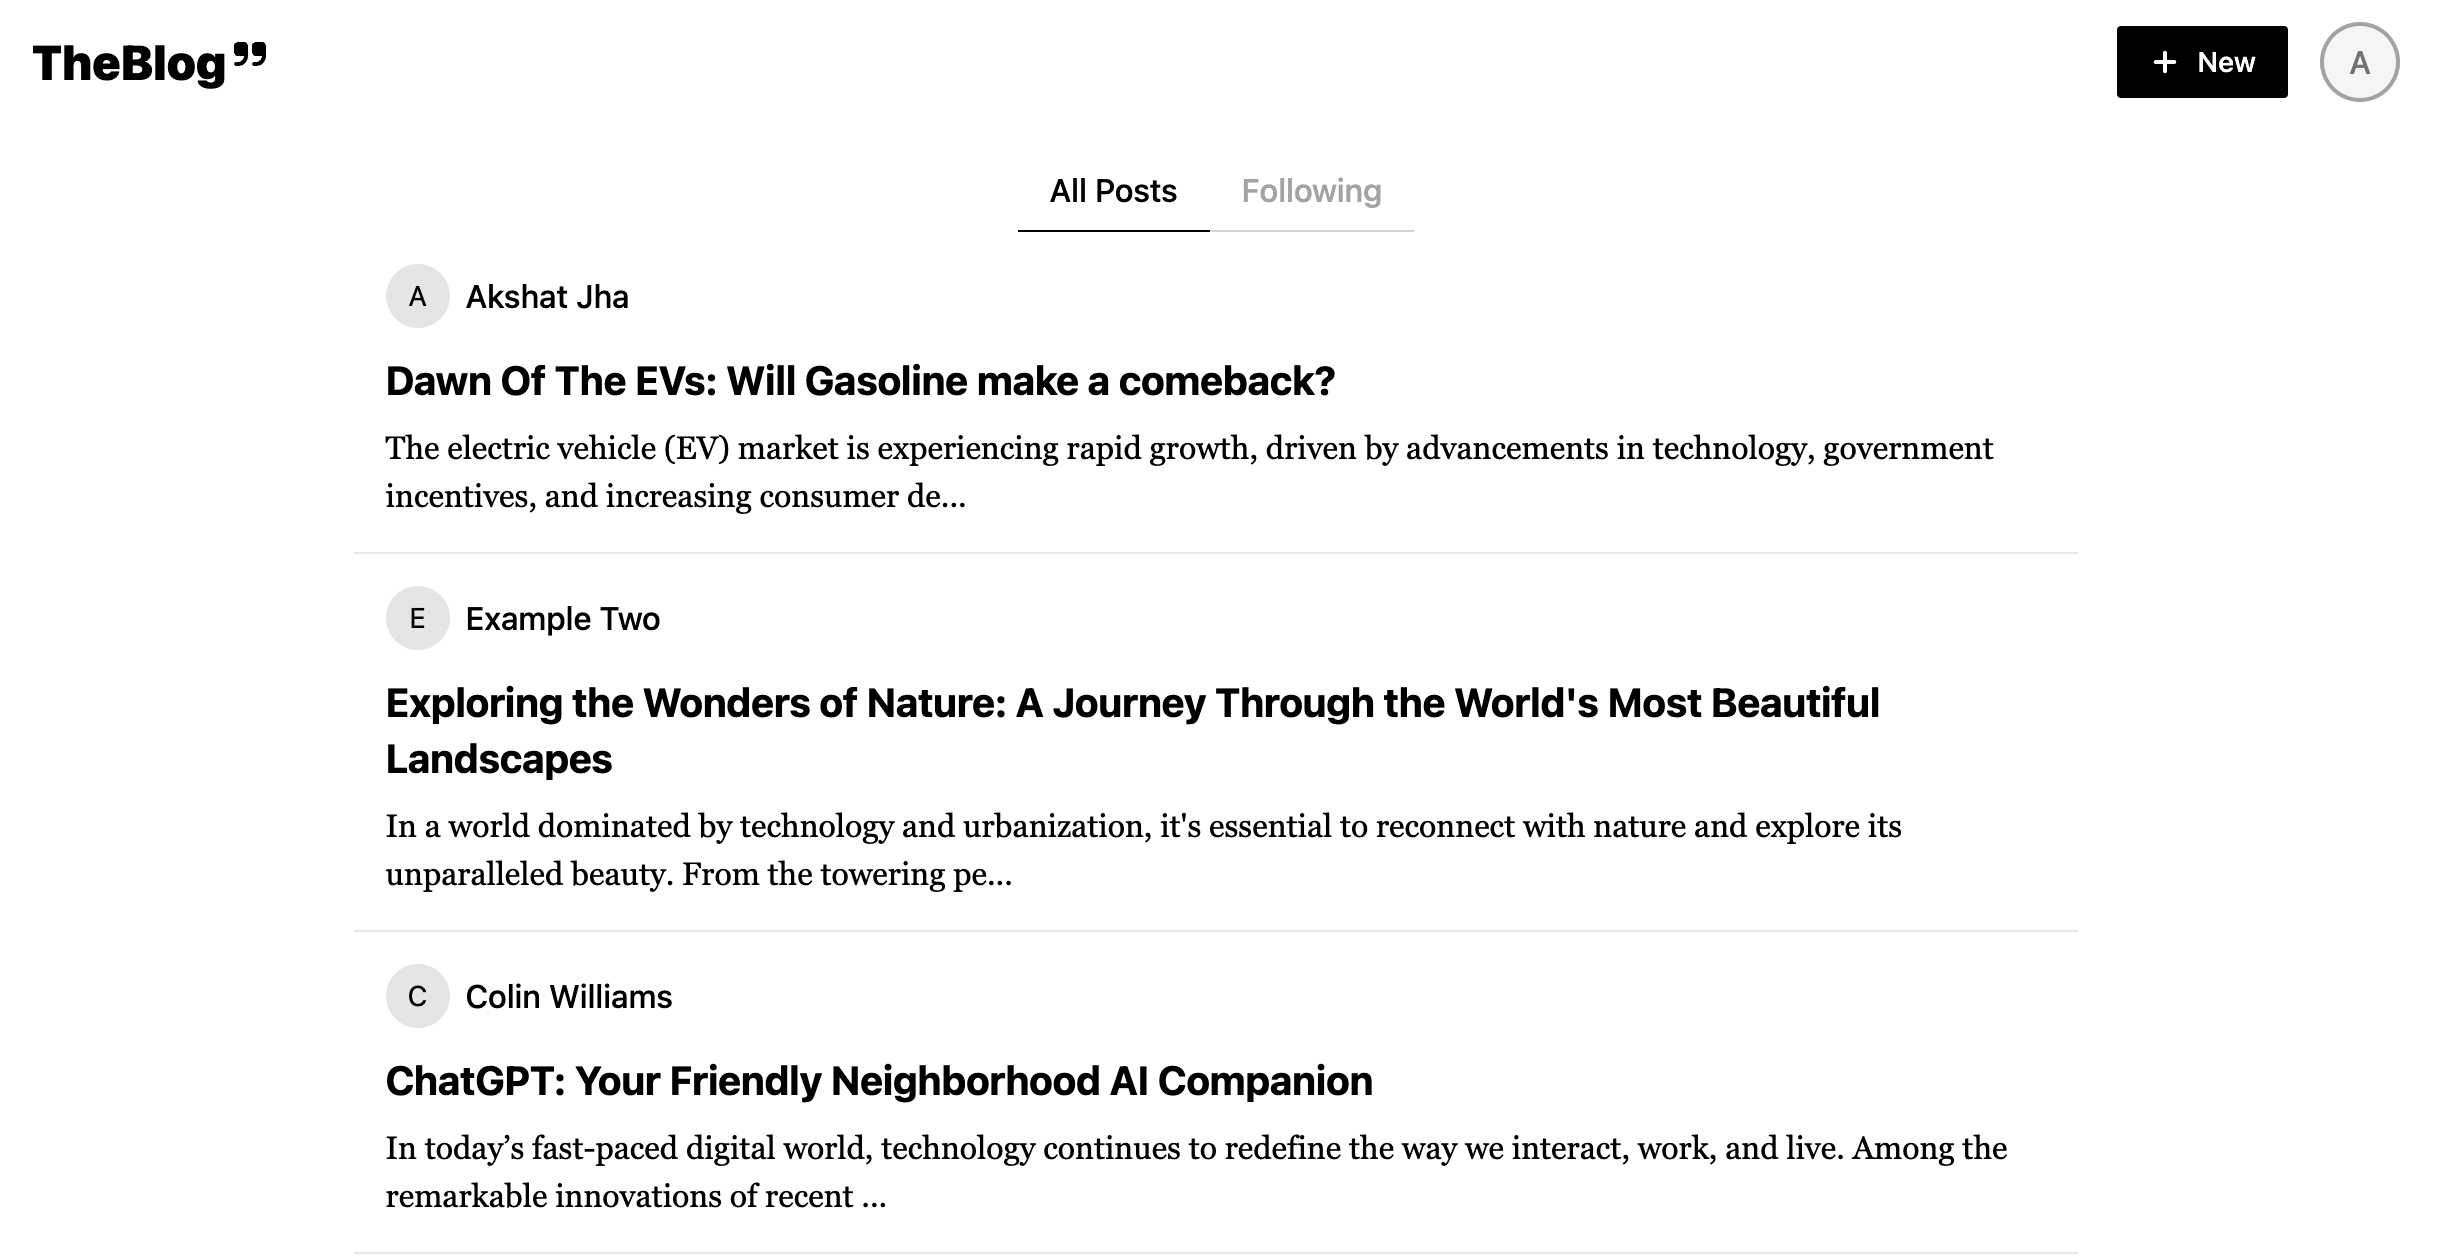 TheBlog
+ New
A
All Posts
Following
A
Akshat Jha
Dawn Of The EVs: Will Gasoline make a comeback?
The electric vehicle (EV) market is experiencing rapid growth, driven by advancements in technology, government
incentives, and increasing consumer de...
E
Example Two
Exploring the Wonders of Nature: A Journey Through the World's Most Beautiful
Landscapes
In a world dominated by technology and urbanization, it's essential to reconnect with nature and explore its
unparalleled beauty. From the towering pe...
C
Colin Williams
ChatGPT: Your Friendly Neighborhood AI Companion
In today’s fast-paced digital world, technology continues to redefine the way we interact, work, and live. Among the
remarkable innovations of recent ...